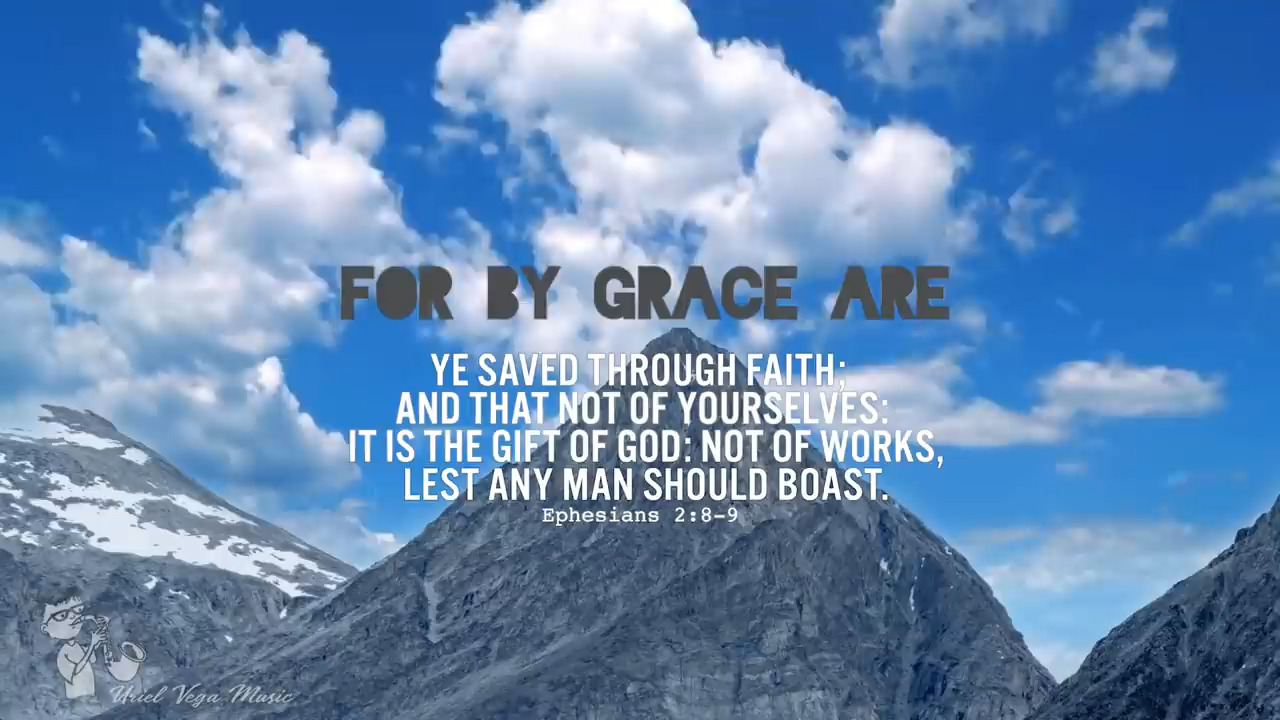 FOR BY GRACE ARE
YE SAVED THROUGH FAITH;
AND THAT NOT OF YOURSELVES:
IT IS THE GIFT OF GOD: NOT OF WORKS,
LEST ANY MAN SHOULD BOAST.
Ephesians 2:8-9
Uriel Vega Music